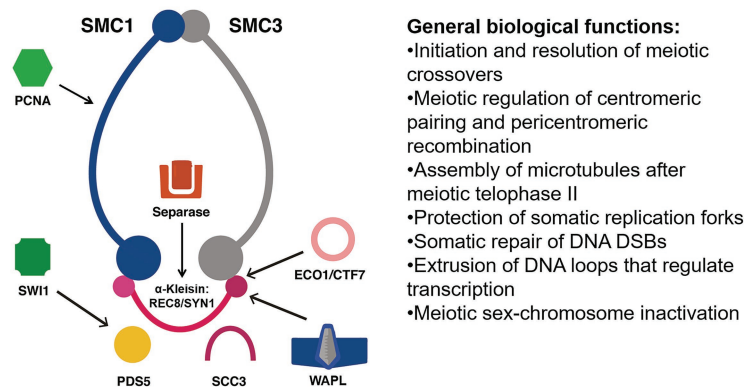 SMC1 SMC3
PCNA
Separase
SWI1
α-Kleisin:
REC8/SYN1
ECO1/CTF7
PDS5 SCC3 WAPL
General biological functions:
•Initiation and resolution of meiotic
crossovers
•Meiotic regulation of centromeric
pairing and pericentromeric
recombination
•Assembly of microtubules after
meiotic telophase II
•Protection of somatic replication forks
•Somatic repair of DNA DSBs
•Extrusion of DNA loops that regulate
transcription
•Meiotic sex-chromosome inactivation